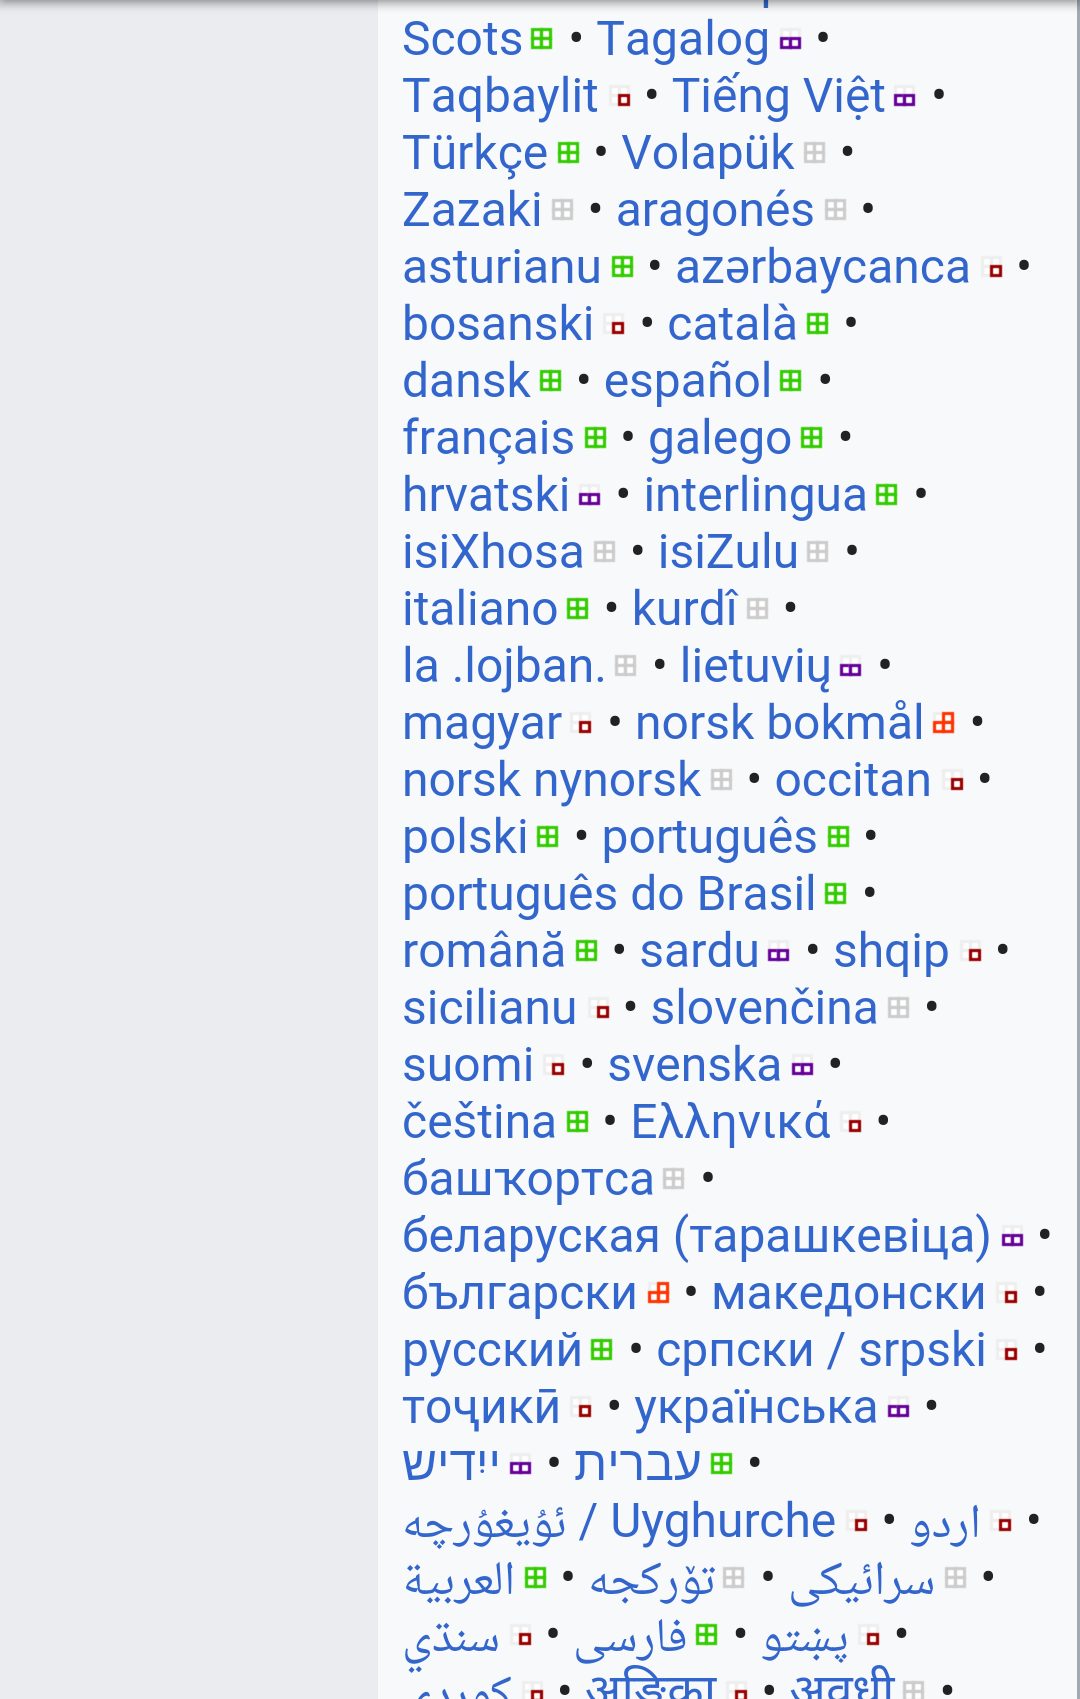 Scots • Tagalog •
Taqbaylit • Tiếng Việt •
Türkçe • Volapük •
Zazaki • aragonés •
asturianu • azərbaycanca •
bosanski • català •
dansk • español •
français • galego •
hrvatski • interlingua •
isiXhosa • isiZulu •
italiano • kurdî •
la .lojban. • lietuvių •
magyar • norsk bokmål •
norsk nynorsk • occitan •
polski • português •
português do Brasil •
română • sardu • shqip •
sicilianu • slovenčina •
suomi • svenska •
čeština • Ελληνικά •
башҡортса •
беларуская (тарашкевіца) •
български • македонски •
русский • српски / srpski •
тоҷикӣ • українська •
ייִדיש • עברית •
ئۇيغۇرچە / Uyghurche • اردو •
العربية • تۆرکجه • سرائیکی •
سنڌي • فارسی • پښتو •
कॉमेडी